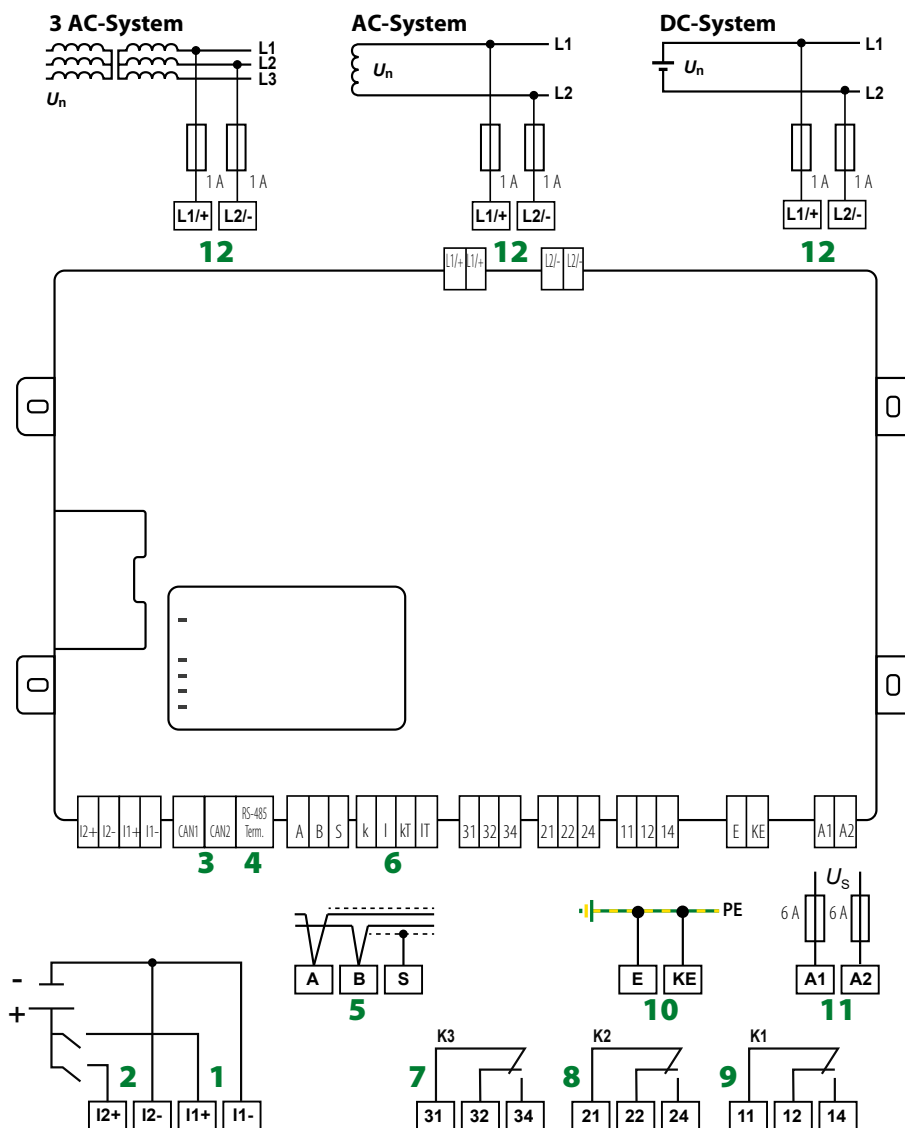 3 AC-System AC-System DC-System
L1 L1 L1
L2
L3
Un Un Un
L2 L2
1 A 1 A 1 A 1 A 1 A 1 A
L1/+ L2/- L1/+ L2/- L1/+ L2/-
12 12 12
L1/+ L1/+ L2/- L2/-
I2+ I2- I1+ I1- CAN1 CAN2 RS-485 Term. A B S k l kT lT 31 32 34 21 22 24 11 12 14 E KE A1 A2
3 4 6
US
PE
6 A 6 A
A B S E KE A1 A2
5 10 11
-
+
K3 K2 K1
2 1 7 8 9
I2+ I2- I1+ I1- 31 32 34 21 22 24 11 12 14